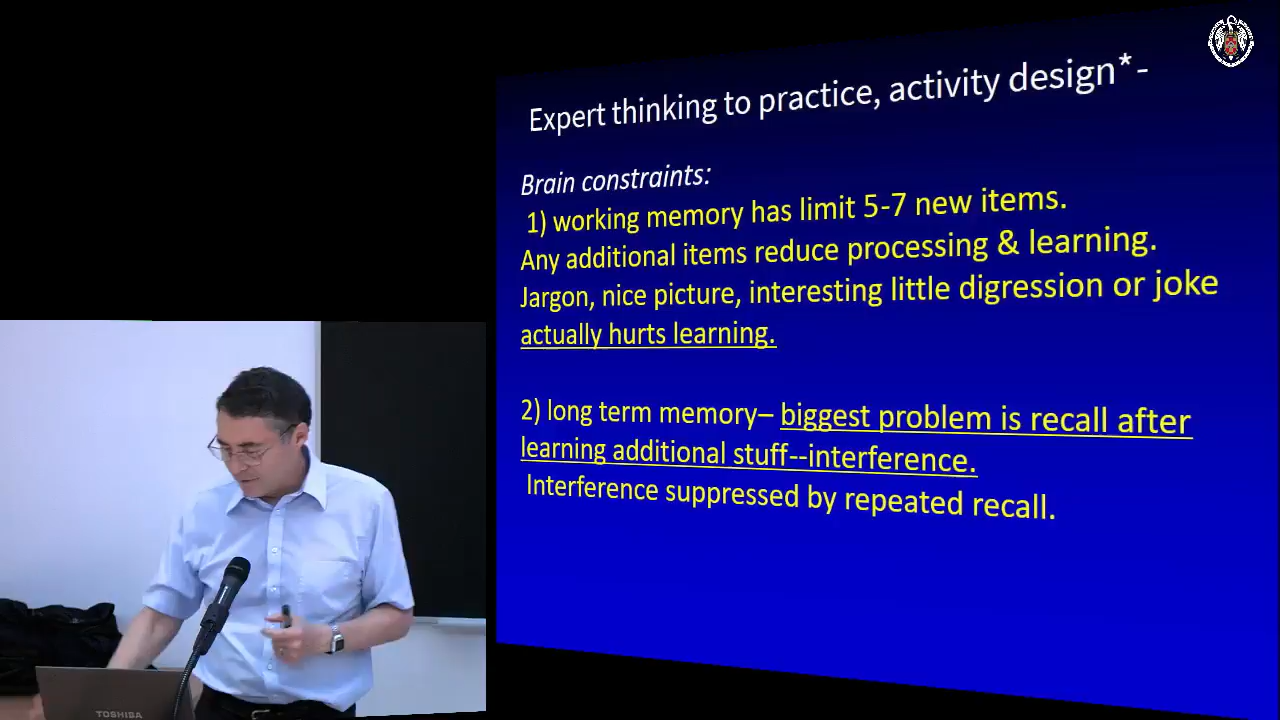 Expert thinking to practice, activity design*-
Brain constraints:
1) working memory has limit 5-7 new items.
Any additional items reduce processing & learning.
Jargon, nice picture, interesting little digression or joke
actually hurts learning.
2) long term memory– biggest problem is recall after
learning additional stuff--interference.
Interference suppressed by repeated recall.
TOSHIBA